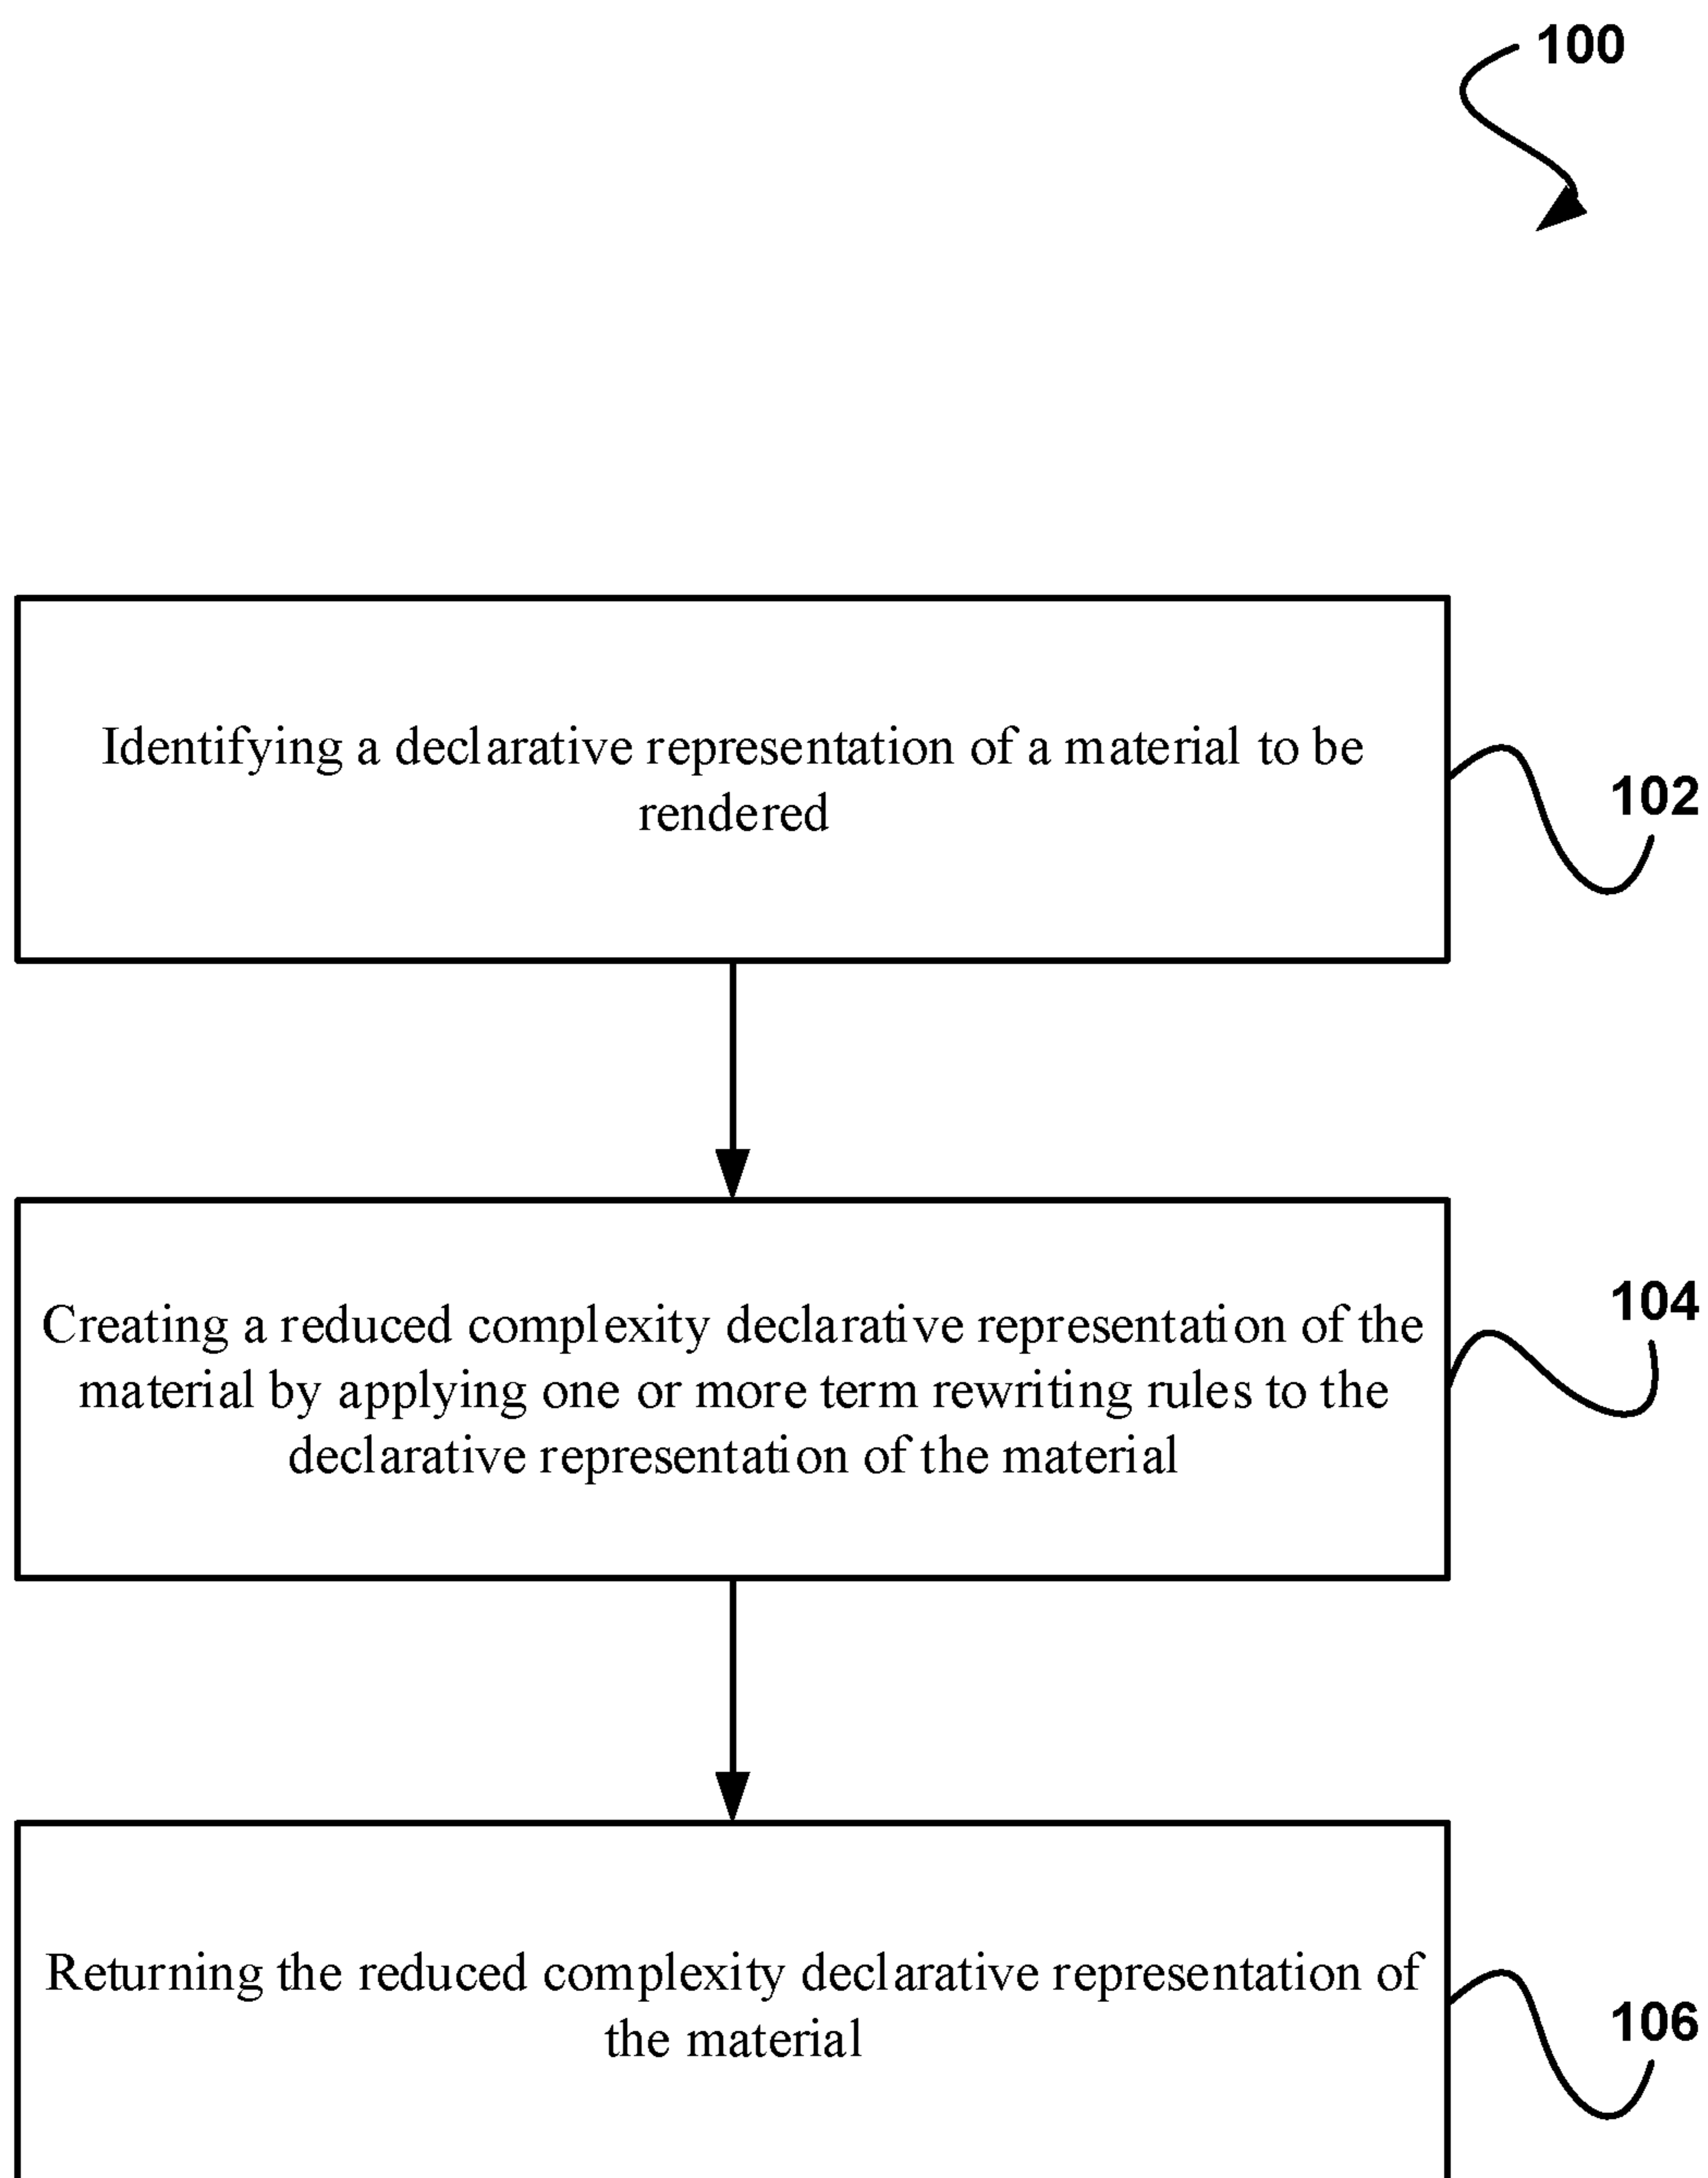 100
Identifying a declarative representation of a material to be
rendered
102
Creating a reduced complexity declarative representation of the
material by applying one or more term rewriting rules to the
declarative representation of the material
104
Returning the reduced complexity declarative representation of
the material
106